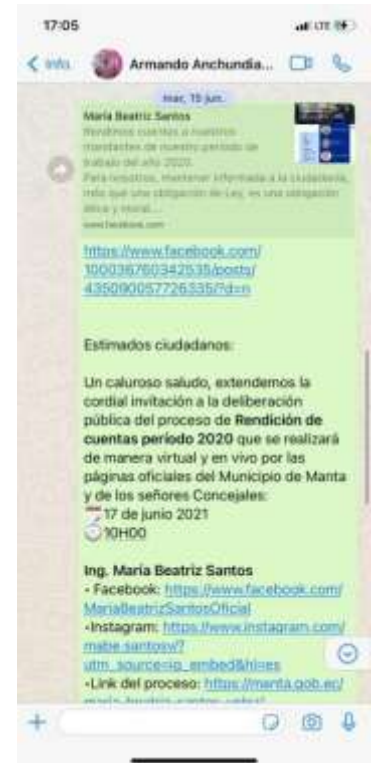 17:05
LTE
< Info.
Armando Anchundia...
mar, 15 jun.
María Beatriz Santos
Rendimos cuentas a nuestros
mandantes de nuestro período de
trabajo del año 2020.
Para nosotros, mantener informada a la ciudadanía,
más que una obligación de Ley, es una obligación
ética y moral....
www.facebook.com
https://www.facebook.com/
100036760342535/posts/
435090057726335/?d=n
Estimados ciudadanos:
Un caluroso saludo, extendemos la
cordial invitación a la deliberación
pública del proceso de Rendición de
cuentas período 2020 que se realizará
de manera virtual y en vivo por las
páginas oficiales del Municipio de Manta
y de los señores Concejales:
17 de junio 2021
10H00
Ing. María Beatriz Santos
- Facebook: https://www.facebook.com/
MariaBeatrizSantosOficial
-Instagram: https://www.instagram.com/
mabe.santosv/?
utm_source=ig_embed&hl=es
-Link del proceso: https://manta.gob.ec/